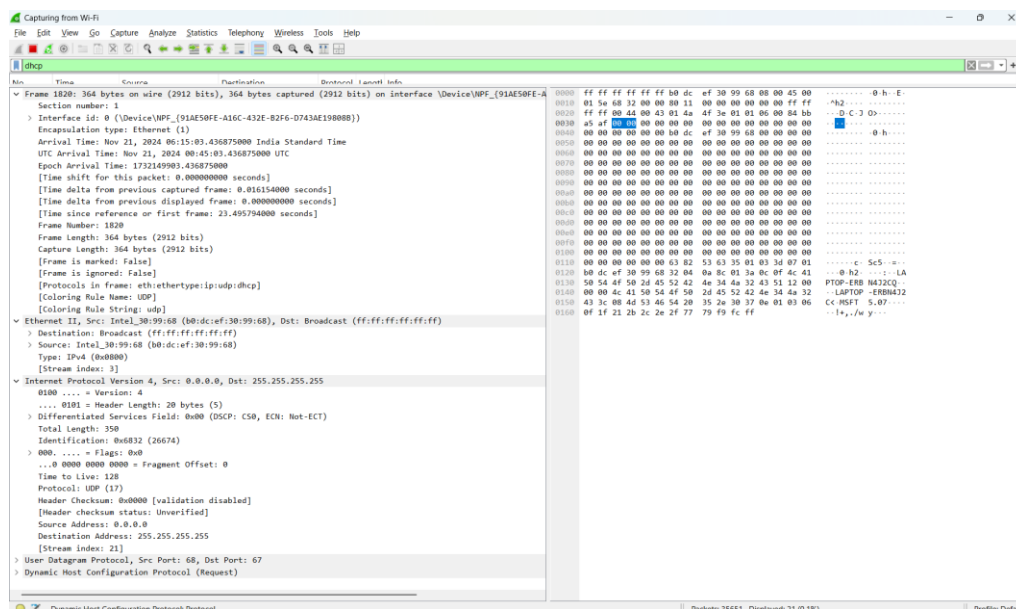 Capturing from Wi-Fi
File Edit View Go Capture Analyze Statistics Telephony Wireless Tools Help
dhcp
No. Time Source Destination Protocol Lengtl Info
Frame 1820: 364 bytes on wire (2912 bits), 364 bytes captured (2912 bits) on interface \Device\NPF_{91AE50FE-A
Section number: 1
Interface id: 0 (\Device\NPF_{91AE50FE-A16C-432E-B2F6-D743AE19808B})
Encapsulation type: Ethernet (1)
Arrival Time: Nov 21, 2024 06:15:03.436875000 India Standard Time
UTC Arrival Time: Nov 21, 2024 00:45:03.436875000 UTC
Epoch Arrival Time: 1732149903.436875000
[Time shift for this packet: 0.000000000 seconds]
[Time delta from previous captured frame: 0.016154000 seconds]
[Time delta from previous displayed frame: 0.000000000 seconds]
[Time since reference or first frame: 23.495794000 seconds]
Frame Number: 1820
Frame Length: 364 bytes (2912 bits)
Capture Length: 364 bytes (2912 bits)
[Frame is marked: False]
[Frame is ignored: False]
[Protocols in frame: eth:ethertype:ip:udp:dhcp]
[Coloring Rule Name: UDP]
[Coloring Rule String: udp]
Ethernet II, Src: Intel_30:99:68 (b0:dc:ef:30:99:68), Dst: Broadcast (ff:ff:ff:ff:ff:ff)
Destination: Broadcast (ff:ff:ff:ff:ff:ff)
Source: Intel_30:99:68 (b0:dc:ef:30:99:68)
Type: IPv4 (0x0800)
[Stream index: 3]
Internet Protocol Version 4, Src: 0.0.0.0, Dst: 255.255.255.255
0100 .... = Version: 4
.... 0101 = Header Length: 20 bytes (5)
Differentiated Services Field: 0x00 (DSCP: CS0, ECN: Not-ECT)
Total Length: 350
Identification: 0x6832 (26674)
000. .... = Flags: 0x0
...0 0000 0000 0000 = Fragment Offset: 0
Time to Live: 128
Protocol: UDP (17)
Header Checksum: 0x0000 [validation disabled]
[Header checksum status: Unverified]
Source Address: 0.0.0.0
Destination Address: 255.255.255.255
[Stream index: 21]
User Datagram Protocol, Src Port: 68, Dst Port: 67
Dynamic Host Configuration Protocol (Request)
0000 ff ff ff ff ff ff b0 dc ef 30 99 68 08 00 45 00 ·········0·h··E·
0010 01 5e 68 32 00 00 80 11 00 00 00 00 00 00 ff ff ·^h2············
0020 ff ff 00 44 00 43 01 4a 4f 3e 01 01 06 00 84 bb ···D·C·J O>······
0030 a5 af 00 00 00 00 00 00 00 00 00 00 00 00 00 00 ················
0040 00 00 00 00 00 00 b0 dc ef 30 99 68 00 00 00 00 ·········0·h····
0050 00 00 00 00 00 00 00 00 00 00 00 00 00 00 00 00 ················
0060 00 00 00 00 00 00 00 00 00 00 00 00 00 00 00 00 ················
0070 00 00 00 00 00 00 00 00 00 00 00 00 00 00 00 00 ················
0080 00 00 00 00 00 00 00 00 00 00 00 00 00 00 00 00 ················
0090 00 00 00 00 00 00 00 00 00 00 00 00 00 00 00 00 ················
00a0 00 00 00 00 00 00 00 00 00 00 00 00 00 00 00 00 ················
00b0 00 00 00 00 00 00 00 00 00 00 00 00 00 00 00 00 ················
00c0 00 00 00 00 00 00 00 00 00 00 00 00 00 00 00 00 ················
00d0 00 00 00 00 00 00 00 00 00 00 00 00 00 00 00 00 ················
00e0 00 00 00 00 00 00 00 00 00 00 00 00 00 00 00 00 ················
00f0 00 00 00 00 00 00 00 00 00 00 00 00 00 00 00 00 ················
0100 00 00 00 00 00 00 00 00 00 00 00 00 00 00 00 00 ················
0110 00 00 00 00 00 00 63 82 53 63 35 01 03 3d 07 01 ······c· Sc5··=··
0120 b0 dc ef 30 99 68 32 04 0a 8c 01 3a 0c 0f 4c 41 ···0·h2· ···:··LA
0130 50 54 4f 50 2d 45 52 42 4e 34 4a 32 43 51 12 00 PTOP-ERB N4J2CQ··
0140 00 00 4c 41 50 54 4f 50 2d 45 52 42 4e 34 4a 32 ··LAPTOP -ERBN4J2
0150 43 3c 08 4d 53 46 54 20 35 2e 30 37 0e 01 03 06 C<·MSFT 5.07····
0160 0f 1f 21 2b 2c 2e 2f 77 79 f9 fc ff ··!+,./w y···
Dynamic Host Configuration Protocol: Protocol
Packets: 25651 Displayed: 21 (0.1%)